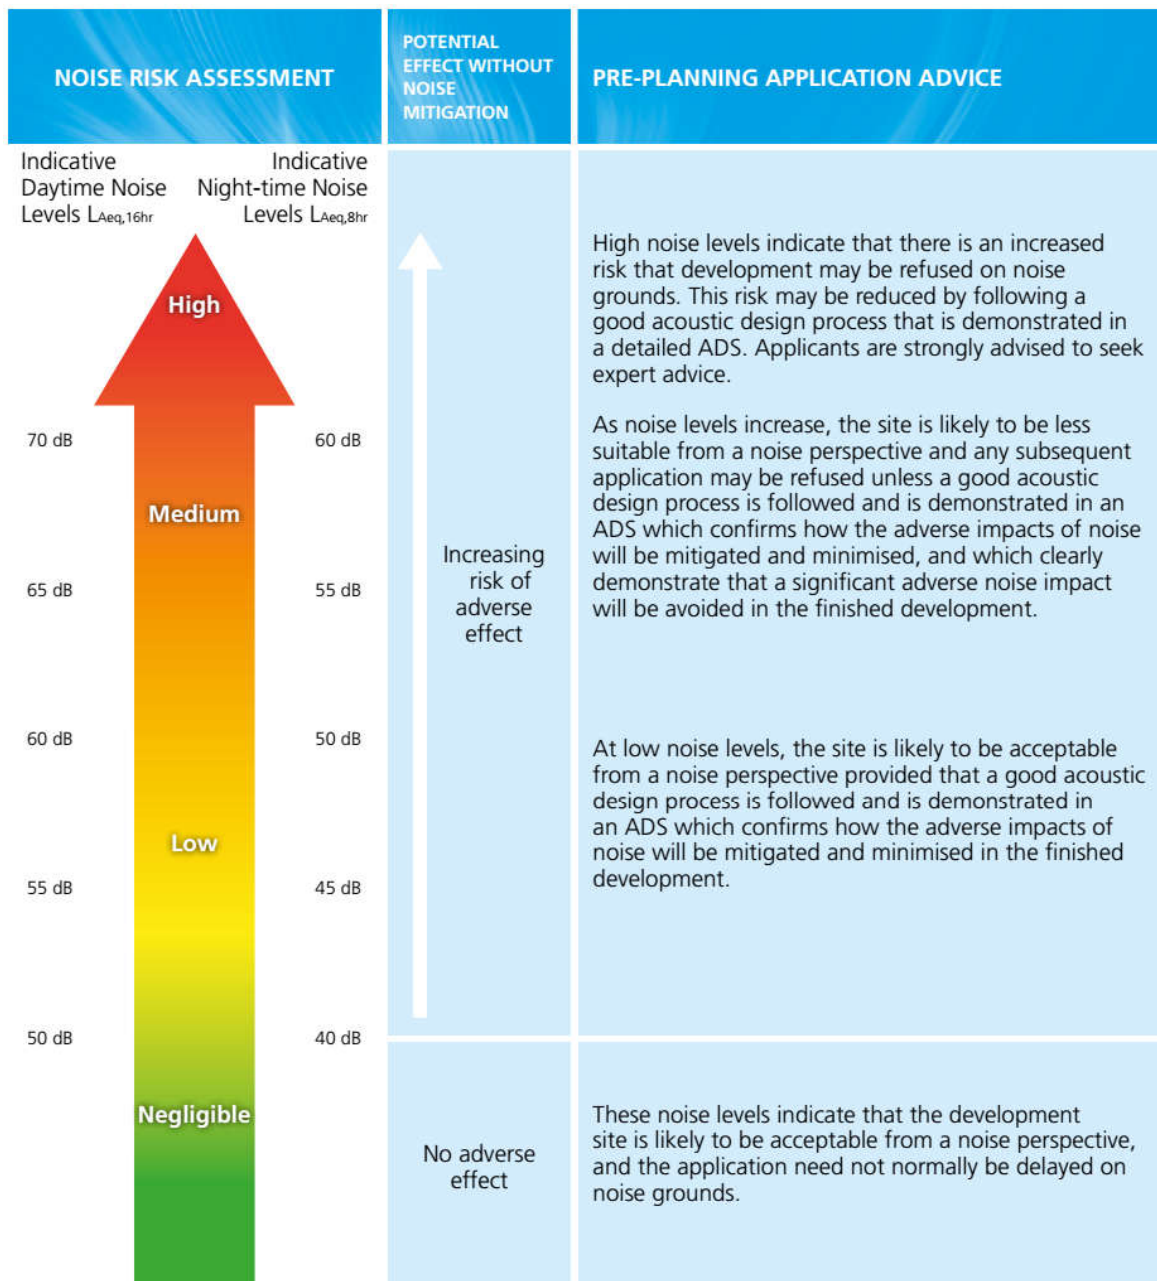 NOISE RISK ASSESSMENT
POTENTIAL
EFFECT WITHOUT
NOISE
MITIGATION
PRE-PLANNING APPLICATION ADVICE
Indicative
Daytime Noise
Levels LAeq,16hr
Indicative
Night-time Noise
Levels LAeq,8hr
High
70 dB
60 dB
Medium
65 dB
55 dB
60 dB
50 dB
Low
55 dB
45 dB
50 dB
40 dB
Negligible
Increasing
risk of
adverse
effect
No adverse
effect
High noise levels indicate that there is an increased
risk that development may be refused on noise
grounds. This risk may be reduced by following a
good acoustic design process that is demonstrated in
a detailed ADS. Applicants are strongly advised to seek
expert advice.
As noise levels increase, the site is likely to be less
suitable from a noise perspective and any subsequent
application may be refused unless a good acoustic
design process is followed and is demonstrated in an
ADS which confirms how the adverse impacts of noise
will be mitigated and minimised, and which clearly
demonstrate that a significant adverse noise impact
will be avoided in the finished development.
At low noise levels, the site is likely to be acceptable
from a noise perspective provided that a good acoustic
design process is followed and is demonstrated in
an ADS which confirms how the adverse impacts of
noise will be mitigated and minimised in the finished
development.
These noise levels indicate that the development
site is likely to be acceptable from a noise perspective,
and the application need not normally be delayed on
noise grounds.